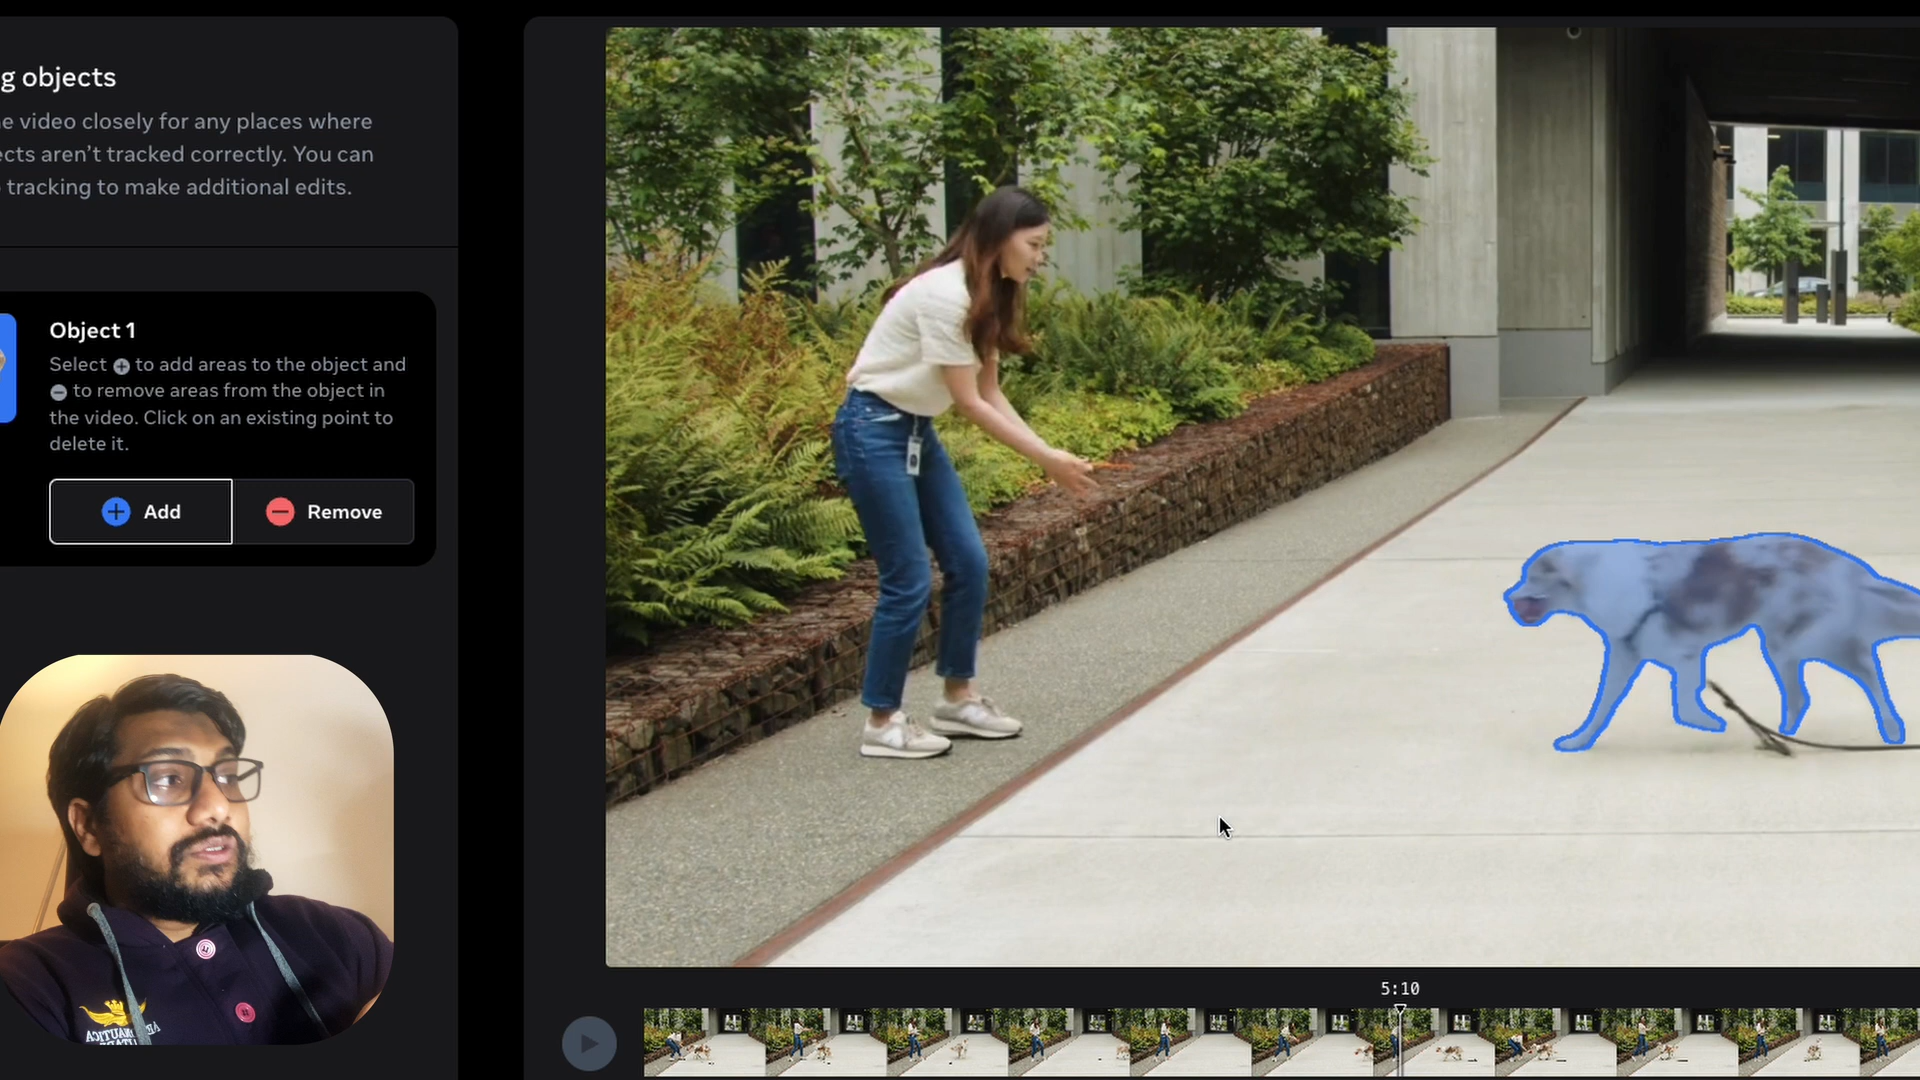 g objects
e video closely for any places where
ects aren't tracked correctly. You can
tracking to make additional edits.
Object 1
Select + to add areas to the object and
− to remove areas from the object in
the video. Click on an existing point to
delete it.
Add
Remove
5:10